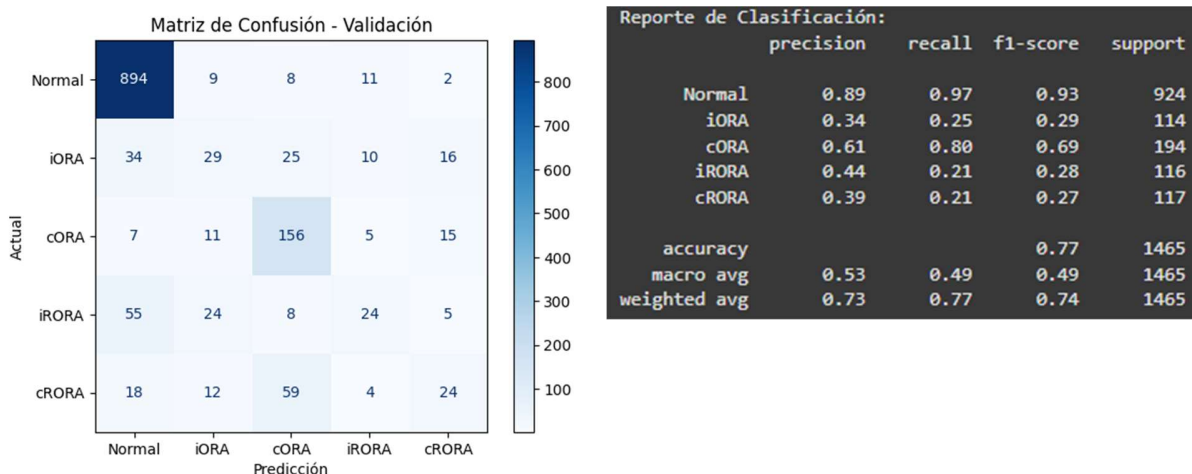 Matriz de Confusión - Validación
Normal 894 9 8 11 2
iORA 34 29 25 10 16
cORA 7 11 156 5 15
iRORA 55 24 8 24 5
cRORA 18 12 59 4 24
Normal iORA cORA iRORA cRORA
Predicción
Actual
800
700
600
500
400
300
200
100
Reporte de Clasificación:
precision recall f1-score support
Normal 0.89 0.97 0.93 924
iORA 0.34 0.25 0.29 114
cORA 0.61 0.80 0.69 194
iRORA 0.44 0.21 0.28 116
cRORA 0.39 0.21 0.27 117
accuracy 0.77 1465
macro avg 0.53 0.49 0.49 1465
weighted avg 0.73 0.77 0.74 1465